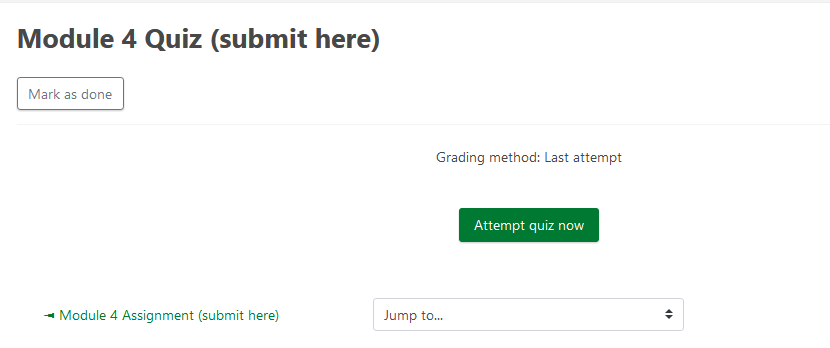 Module 4 Quiz (submit here)
Mark as done
Grading method: Last attempt
Attempt quiz now
◄ Module 4 Assignment (submit here)
Jump to...